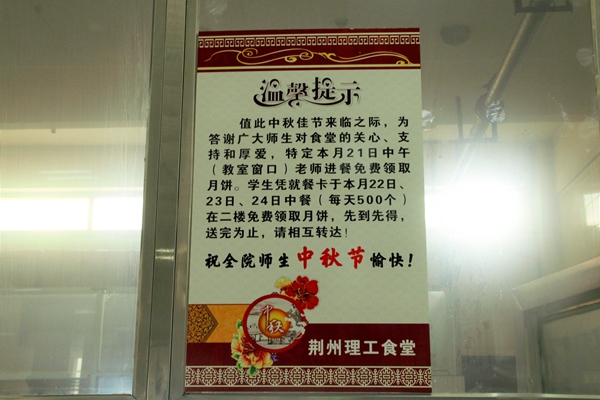 温馨提示
值此中秋佳节来临之际，为
答谢广大师生对食堂的关心、支
持和厚爱，特定本月21日中午
（教室窗口）老师进餐免费领取
月饼。学生凭就餐卡于本月22日、
23日、24日中餐（每天500个）
在二楼免费领取月饼，先到先得，
送完为止，请相互转达！
祝全院师生中秋节愉快！
中秋
荆州理工食堂